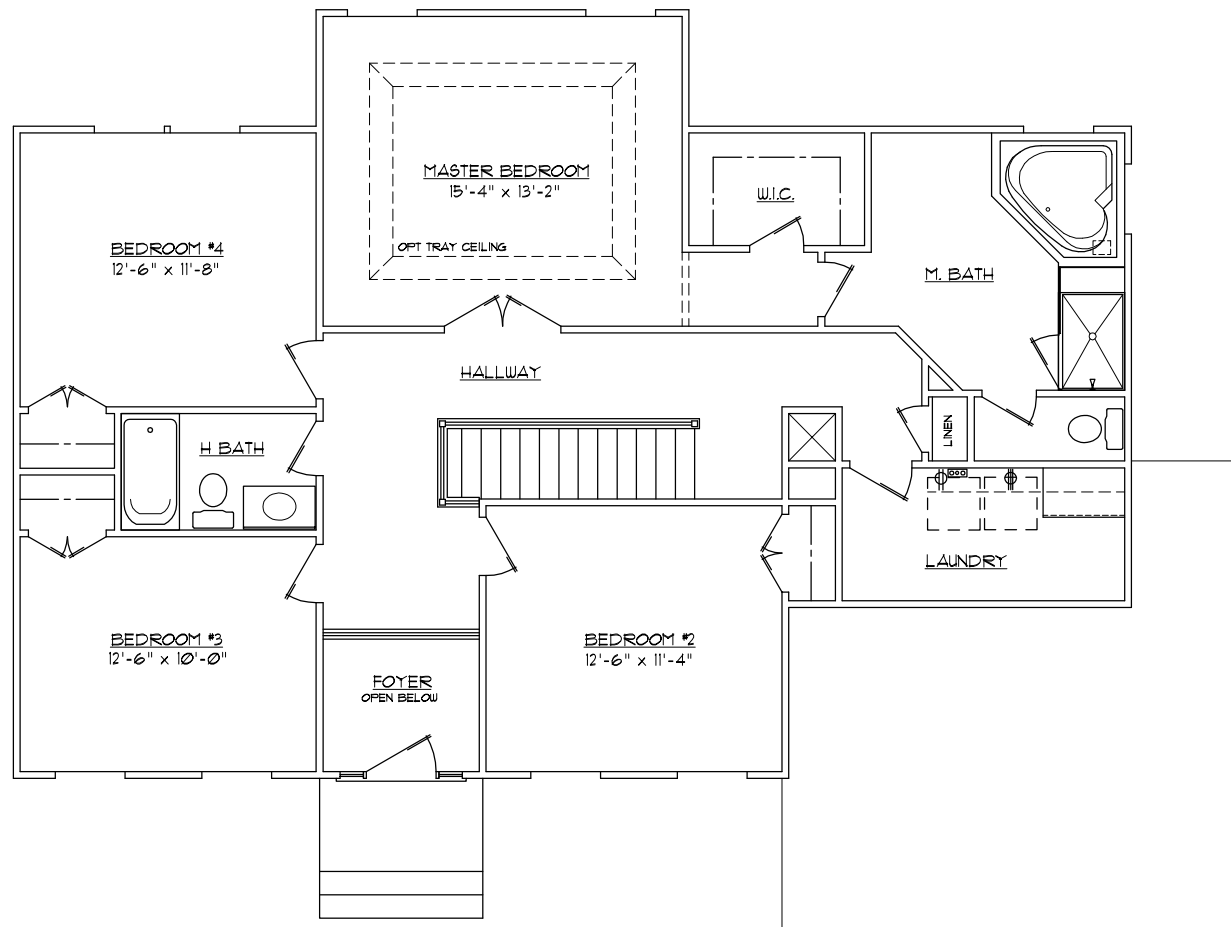 MASTER BEDROOM
15'-4" x 13'-2"
OPT TRAY CEILING
W.I.C.
BEDROOM #4
12'-6" x 11'-8"
M. BATH
HALLWAY
H BATH
LINEN
LAUNDRY
BEDROOM #3
12'-6" x 10'-0"
BEDROOM #2
12'-6" x 11'-4"
FOYER
OPEN BELOW